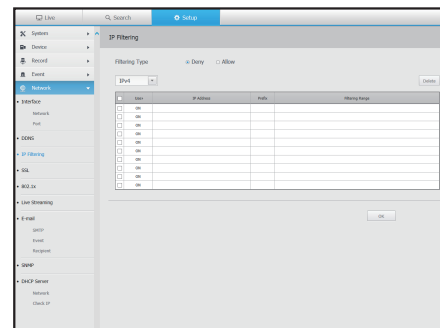 Live
Search
Setup
System
Device
Record
Event
Network
Interface
Network
Port
DDNS
IP Filtering
SSL
802.1x
Live Streaming
E-mail
SMTP
Event
Recipient
SNMP
DHCP Server
Network
Check IP
IP Filtering
Filtering Type
Deny
Allow
IPv4
Delete
Uses IP Address Prefix Filtering Range
ON
ON
ON
ON
ON
ON
ON
ON
ON
ON
OK